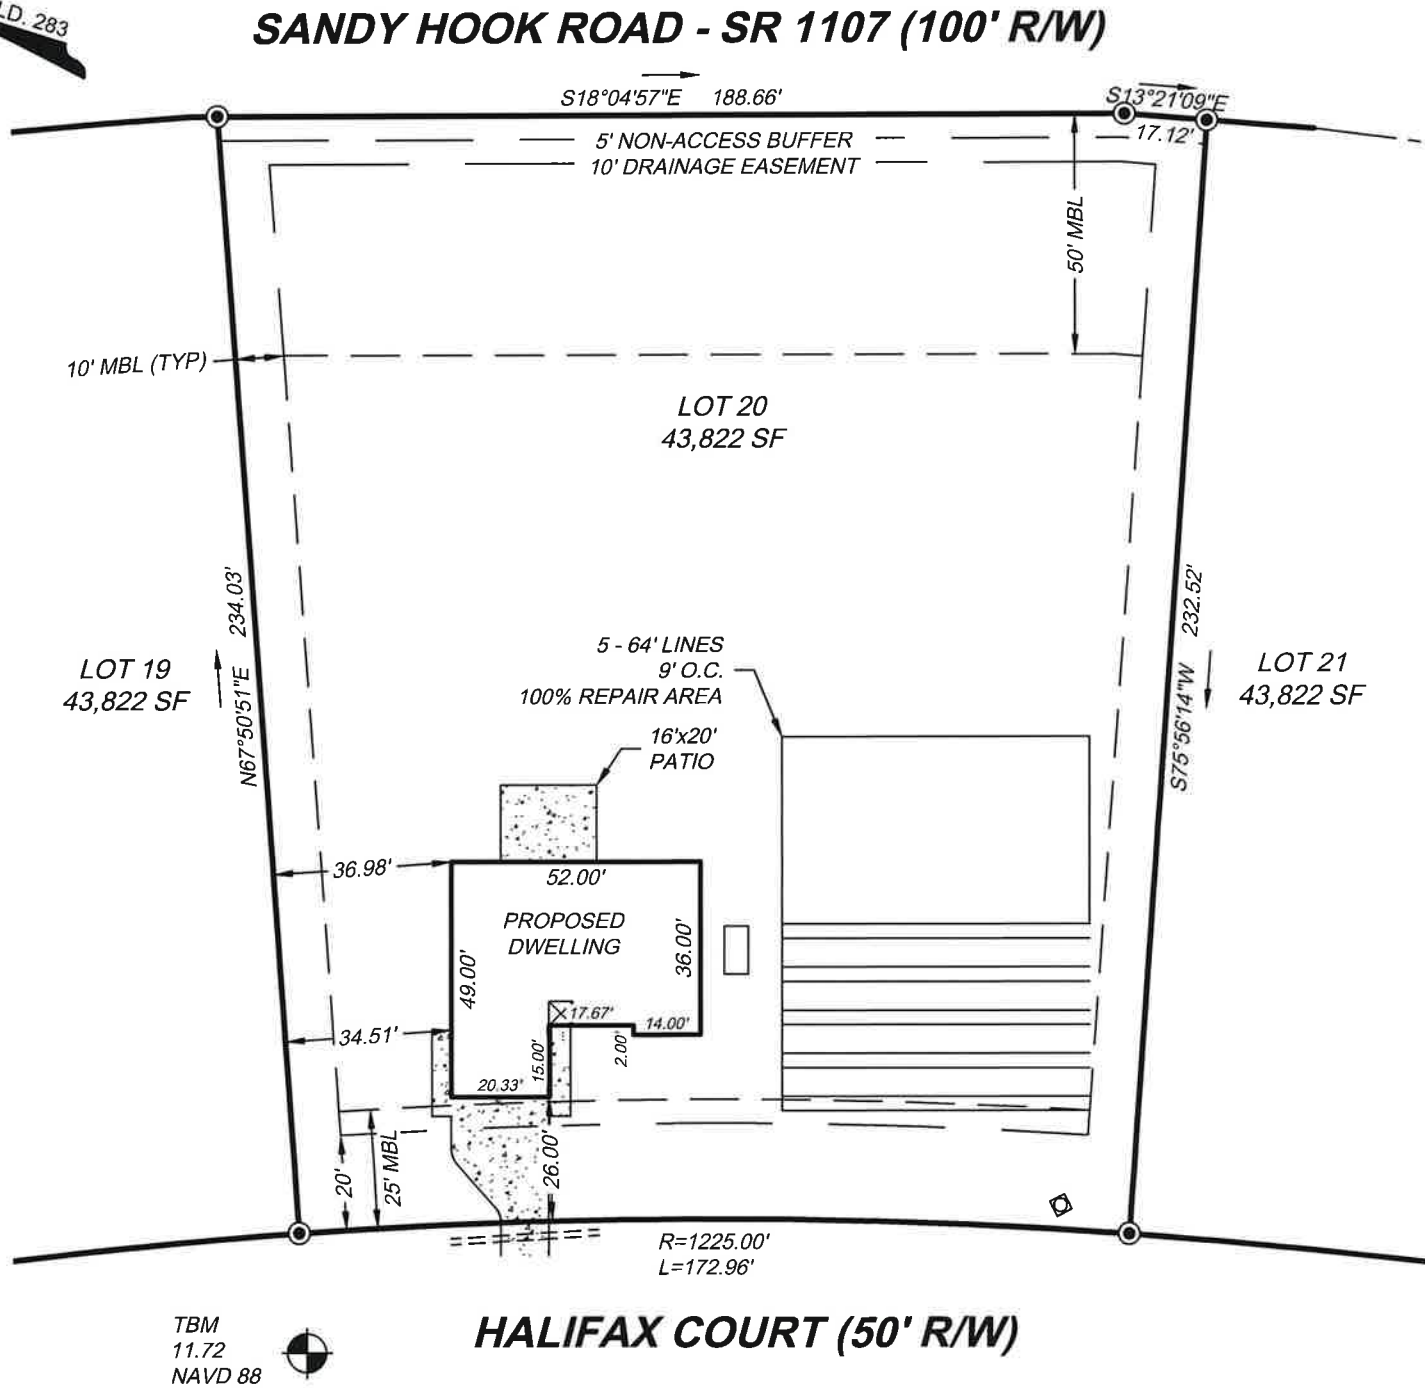 LD. 283
SANDY HOOK ROAD - SR 1107 (100' R/W)
S18°04'57"E 188.66'
S13°21'09"E
17.12'
5' NON-ACCESS BUFFER
10' DRAINAGE EASEMENT
50' MBL
10' MBL (TYP)
LOT 20
43,822 SF
N67°50'51"E 234.03'
S75°56'14"W 232.52'
LOT 19
43,822 SF
LOT 21
43,822 SF
5 - 64' LINES
9' O.C.
100% REPAIR AREA
16'x20'
PATIO
36.98'
52.00'
PROPOSED
DWELLING
49.00'
36.00'
17.67'
14.00'
34.51'
15.00'
2.00'
20.33'
26.00'
20'
25' MBL
R=1225.00'
L=172.96'
TBM
11.72
NAVD 88
HALIFAX COURT (50' R/W)